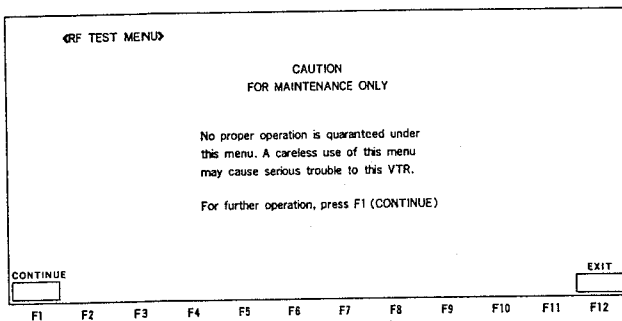 《RF TEST MENU》
CAUTION
FOR MAINTENANCE ONLY
No proper operation is quaranteed under
this menu. A careless use of this menu
may cause serious trouble to this VTR.
For further operation, press F1 (CONTINUE)
CONTINUE
EXIT
F1 F2 F3 F4 F5 F6 F7 F8 F9 F10 F11 F12